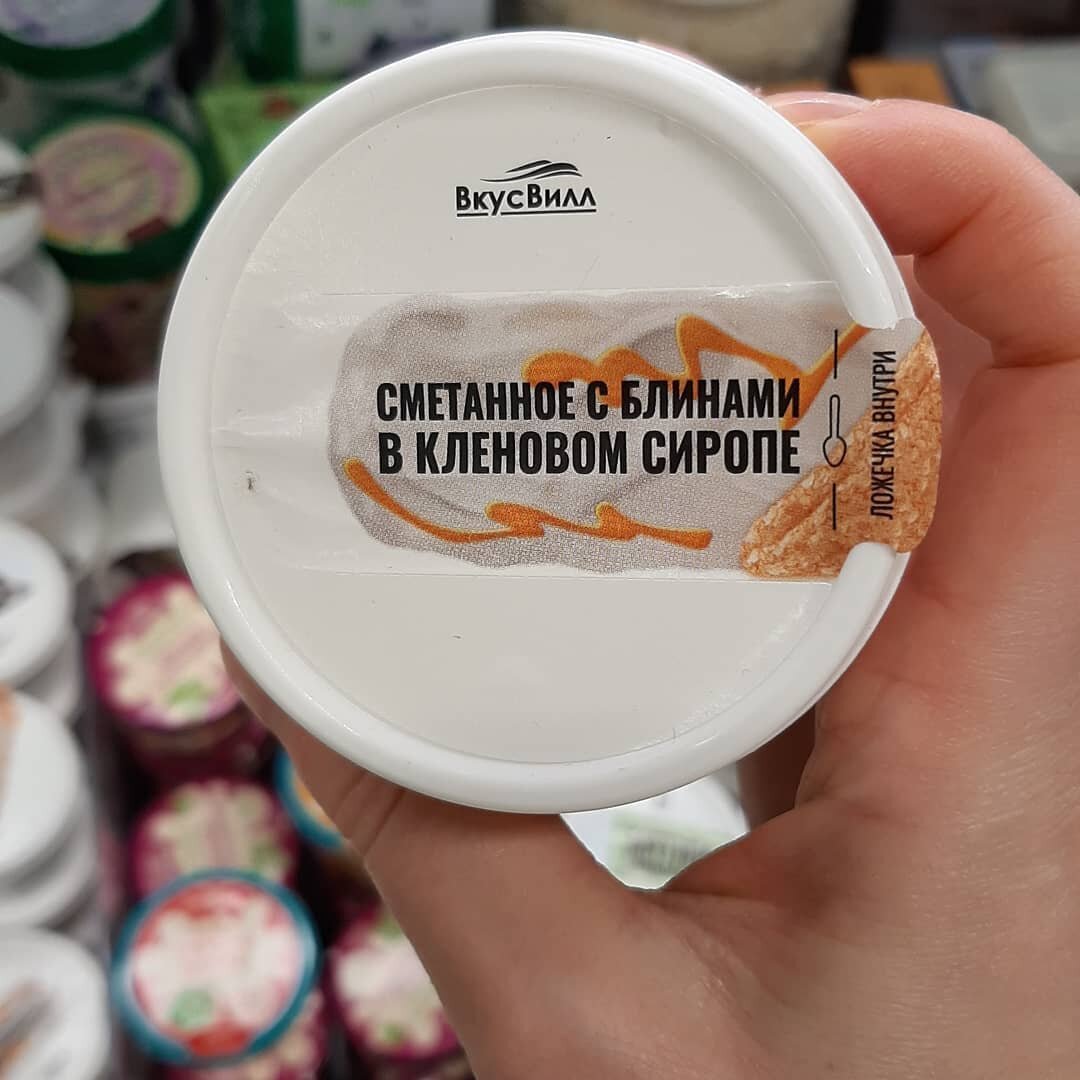 ВкусВилл
СМЕТАННОЕ С БЛИНАМИ
В КЛЕНОВОМ СИРОПЕ
ЛОЖЕЧКА ВНУТРИ